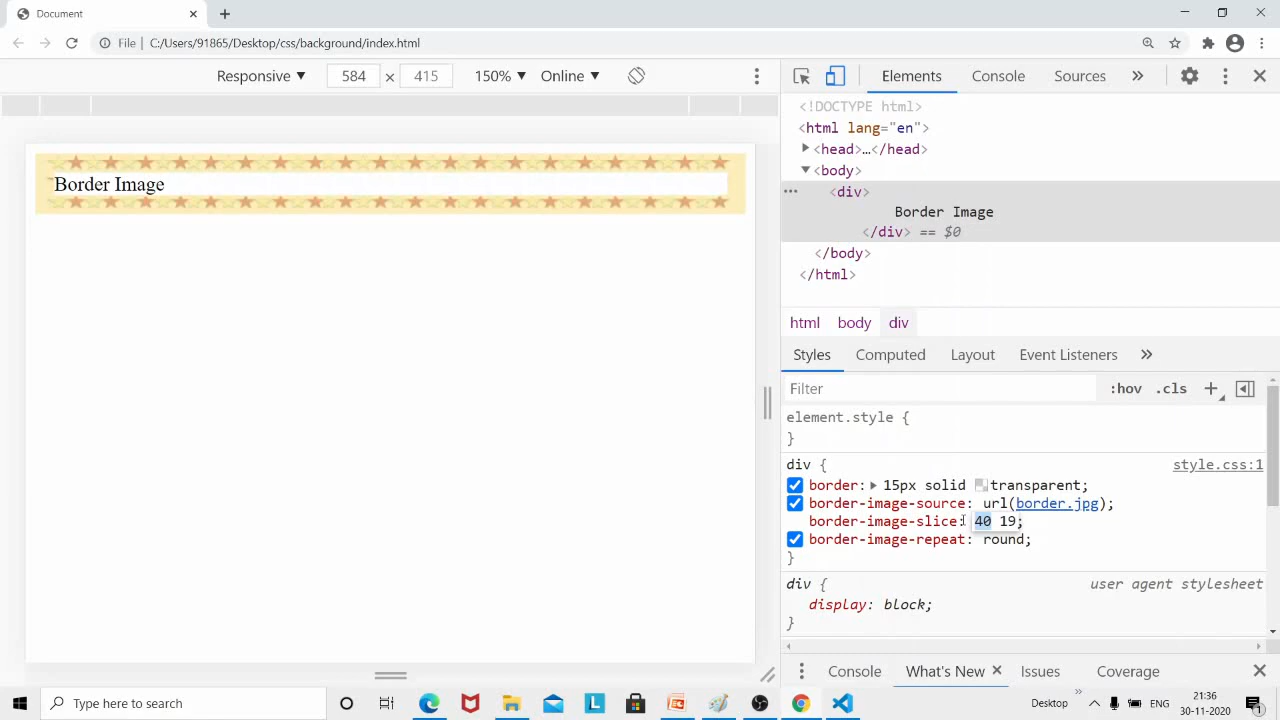 Document
File | C:/Users/91865/Desktop/css/background/index.html
Responsive ▼ 584 × 415 150% ▼ Online ▼
Elements Console Sources »
<!DOCTYPE html>
<html lang="en">
<head>…</head>
<body>
<div>
Border Image
</div> == $0
</body>
</html>
Border Image
html body div
Styles Computed Layout Event Listeners »
Filter :hov .cls +
element.style {
}
div { style.css:1
border: 15px solid transparent;
border-image-source: url(border.jpg);
border-image-slice: 40 19;
border-image-repeat: round;
}
div { user agent stylesheet
display: block;
}
Console What's New × Issues Coverage
Type here to search
Desktop » ENG 21:36
30-11-2020
1